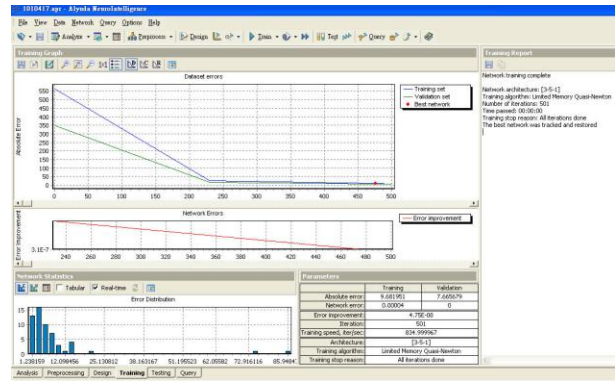 1010417.npr - Alyuda NeuroIntelligence
File View Data Network Query Options Help
Analyze Preprocess Design Train Test Query
Training Graph
Dataset errors
Absolute Error
550
500
450
400
350
300
250
200
150
100
50
0
0 50 100 150 200 250 300 350 400 450 500
Training set
Validation set
Best network
Network Errors
Error Improvement
3.1E-7
240 260 280 300 320 340 360 380 400 420 440 460 480 500
Error improvement
Network Statistics
Tabular Real-time
Error Distribution
15
10
5
0
1.238159 12.098456 25.130812 38.163167 51.195523 62.05582 72.916116
Parameters
Training Validation
Absolute error: 9.681951 7.665679
Network error: 0.00004 0
Error improvement: 4.75E-08
Iteration: 501
Training speed, iter/sec: 834.999967
Architecture: [3-5-1]
Training algorithm: Limited Memory Quasi-Newton
Training stop reason: All iterations done
Training Report
Network training complete
Network architecture: [3-5-1]
Training algorithm: Limited Memory Quasi-Newton
Number of iterations: 501
Time passed: 00:00:00
Training stop reason: All iterations done
The best network was tracked and restored
Analysis Preprocessing Design Training Testing Query